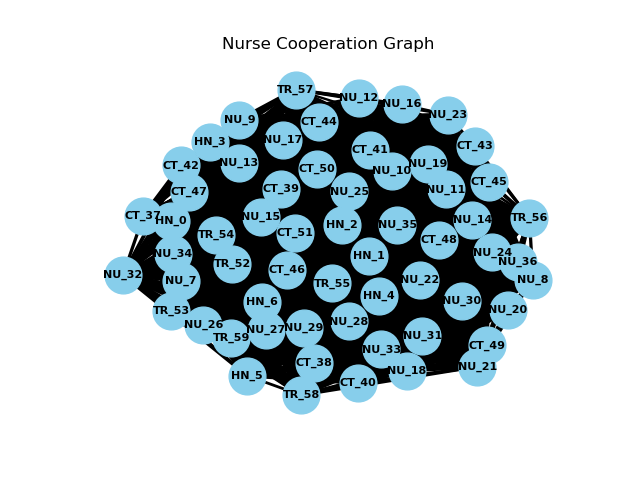 Nurse Cooperation Graph
TR_57
NU_12
NU_16
NU_23
NU_9
CT_44
HN_3
NU_17
CT_41
CT_43
CT_42
NU_13
CT_50
NU_10
NU_19
CT_47
CT_39
NU_25
NU_11
CT_45
CT_37
HN_0
NU_15
HN_2
NU_35
NU_14
TR_56
TR_54
CT_51
CT_48
NU_34
TR_52
HN_1
NU_24
NU_36
NU_32
NU_7
CT_46
TR_55
NU_22
NU_8
TR_53
HN_6
HN_4
NU_30
NU_20
NU_26
TR_59
NU_27
NU_29
NU_28
NU_31
CT_49
HN_5
CT_38
NU_33
NU_18
NU_21
TR_58
CT_40